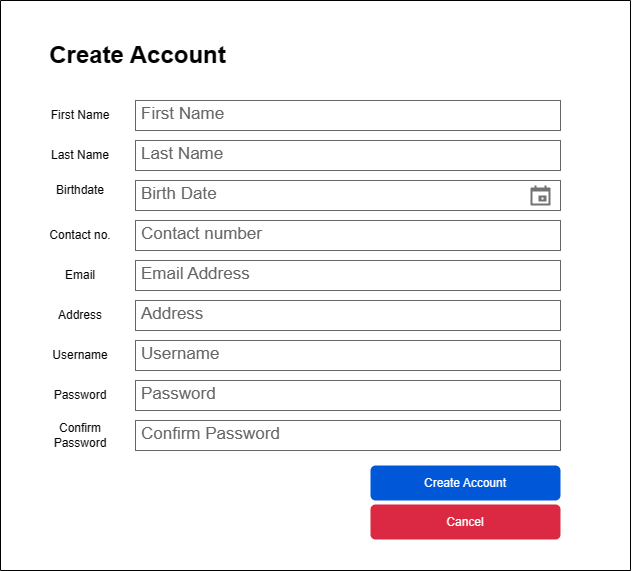 Create Account
First Name
First Name
Last Name
Last Name
Birthdate
Birth Date
Contact no.
Contact number
Email
Email Address
Address
Address
Username
Username
Password
Password
Confirm
Password
Confirm Password
Create Account
Cancel